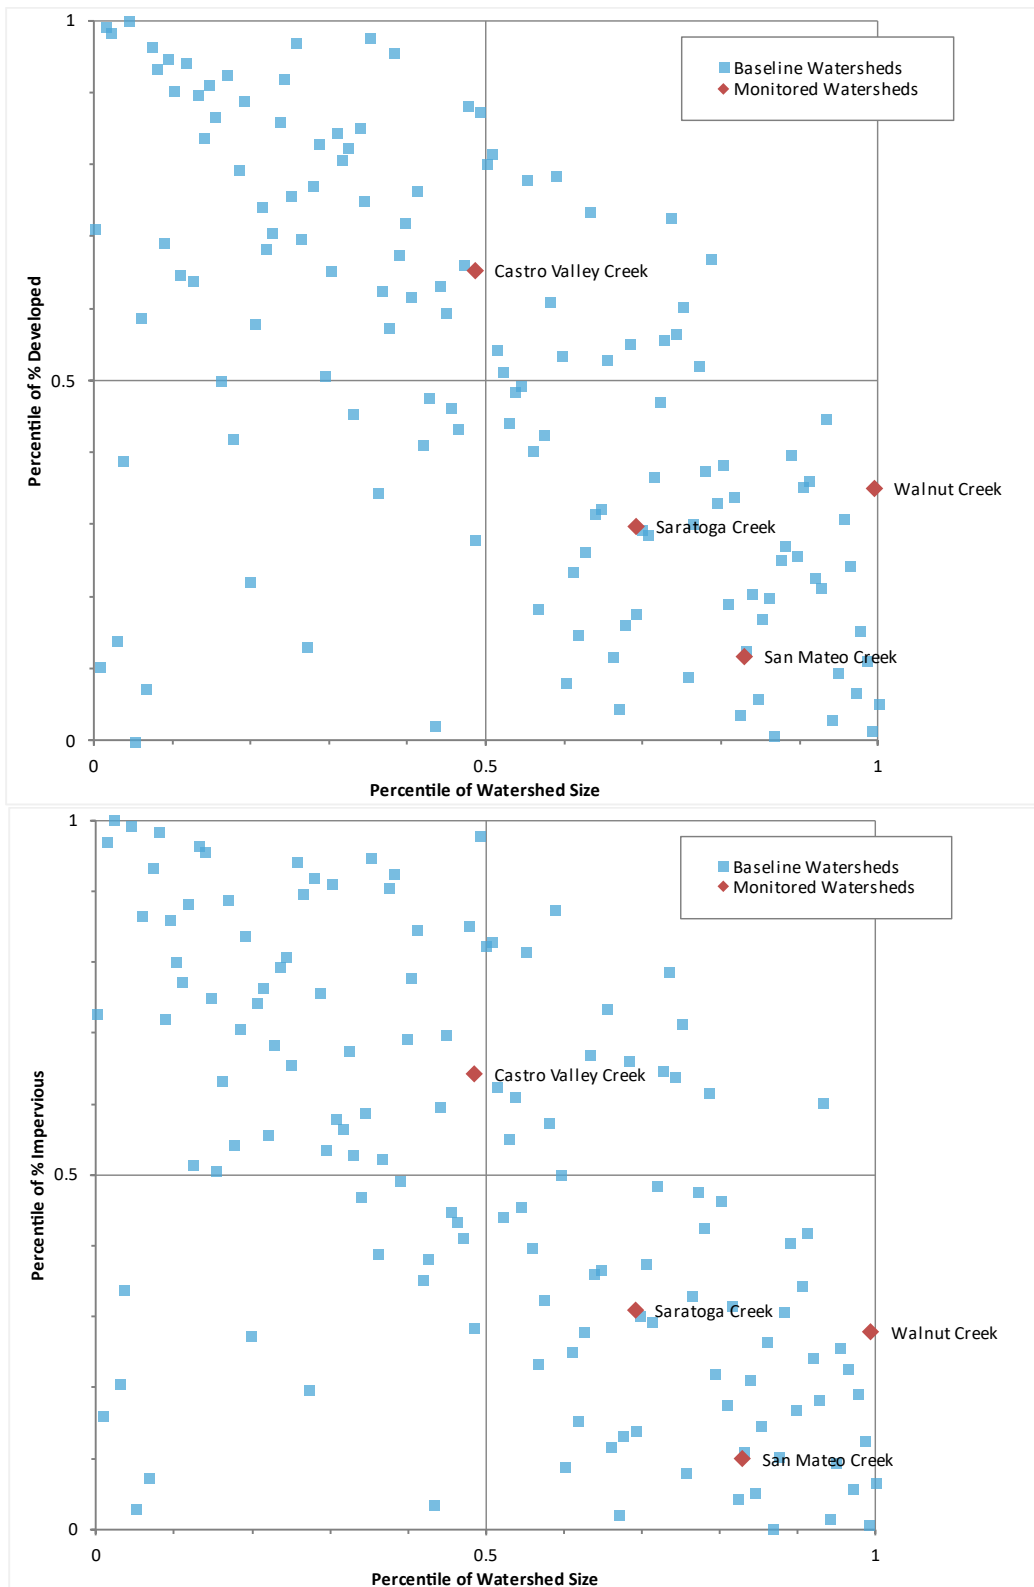 1
Baseline Watersheds
Monitored Watersheds
Castro Valley Creek
Percentile of % Developed
0.5
Walnut Creek
Saratoga Creek
San Mateo Creek
0
0 0.5 1
Percentile of Watershed Size
1
Baseline Watersheds
Monitored Watersheds
Castro Valley Creek
Percentile of % Impervious
0.5
Saratoga Creek
Walnut Creek
San Mateo Creek
0
0 0.5 1
Percentile of Watershed Size